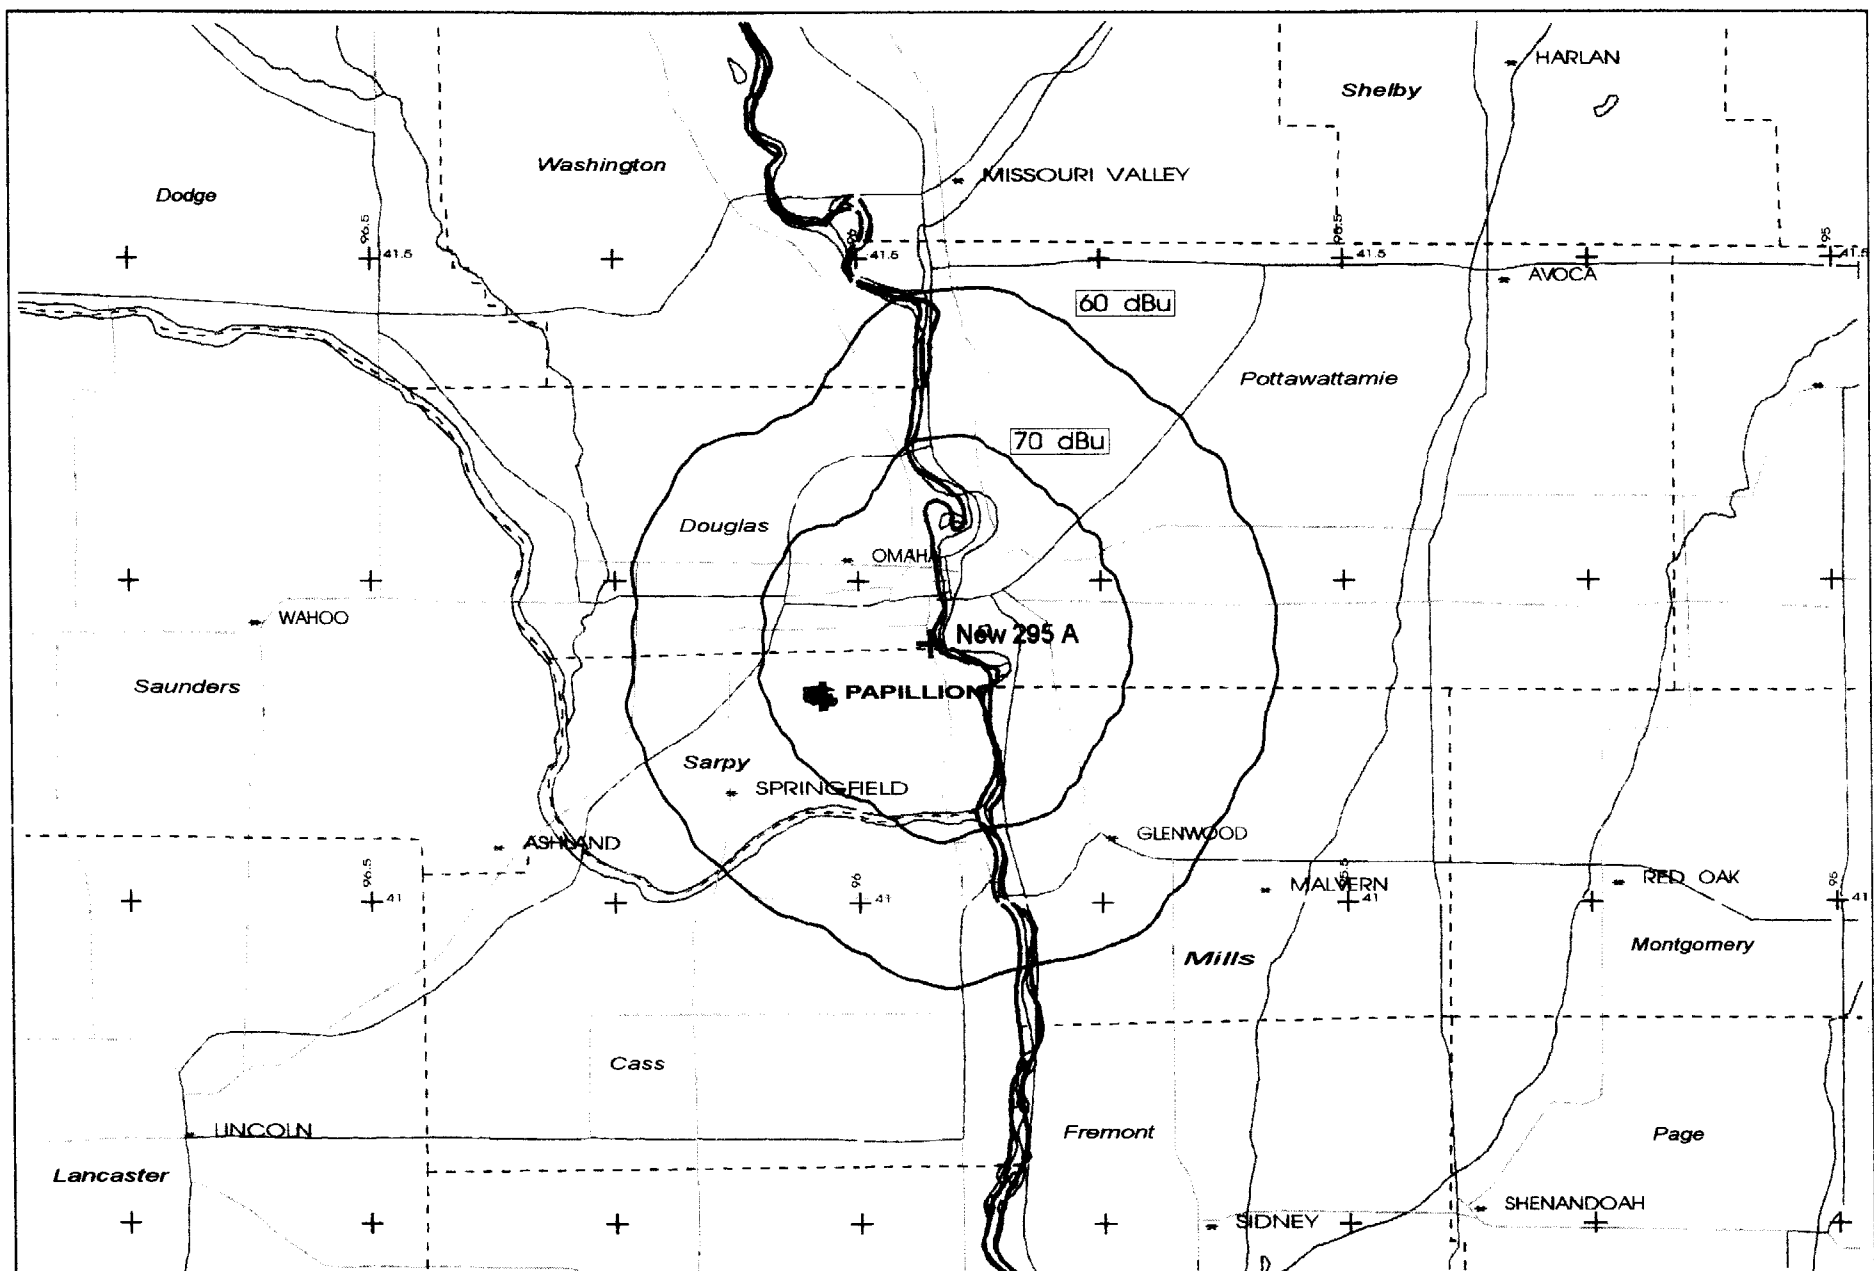 HARLAN
Shelby
Washington
MISSOURI VALLEY
Dodge
96.5
96
95.5
95
41.5
41.5
41.5
41.5
AVOCA
60 dBu
Pottawattamie
70 dBu
Douglas
OMAHA
WAHOO
New 295 A
Saunders
PAPILLION
Sarpy
SPRINGFIELD
ASHLAND
GLENWOOD
96.5
96
95
MALVERN
RED OAK
41
41
41
41
Montgomery
Mills
Cass
LINCOLN
Fremont
Page
Lancaster
SHENANDOAH
SIDNEY